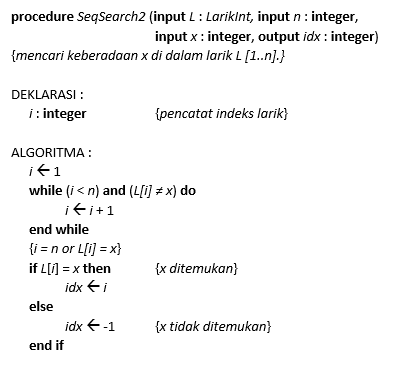 procedure SeqSearch2 (input L : LarikInt, input n : integer,
input x : integer, output idx : integer)
{mencari keberadaan x di dalam larik L [1..n].}
DEKLARASI :
i : integer {pencatat indeks larik}
ALGORITMA :
i ← 1
while (i < n) and (L[i] ≠ x) do
i ← i + 1
end while
{i = n or L[i] = x}
if L[i] = x then {x ditemukan}
idx ← i
else
idx ← -1 {x tidak ditemukan}
end if